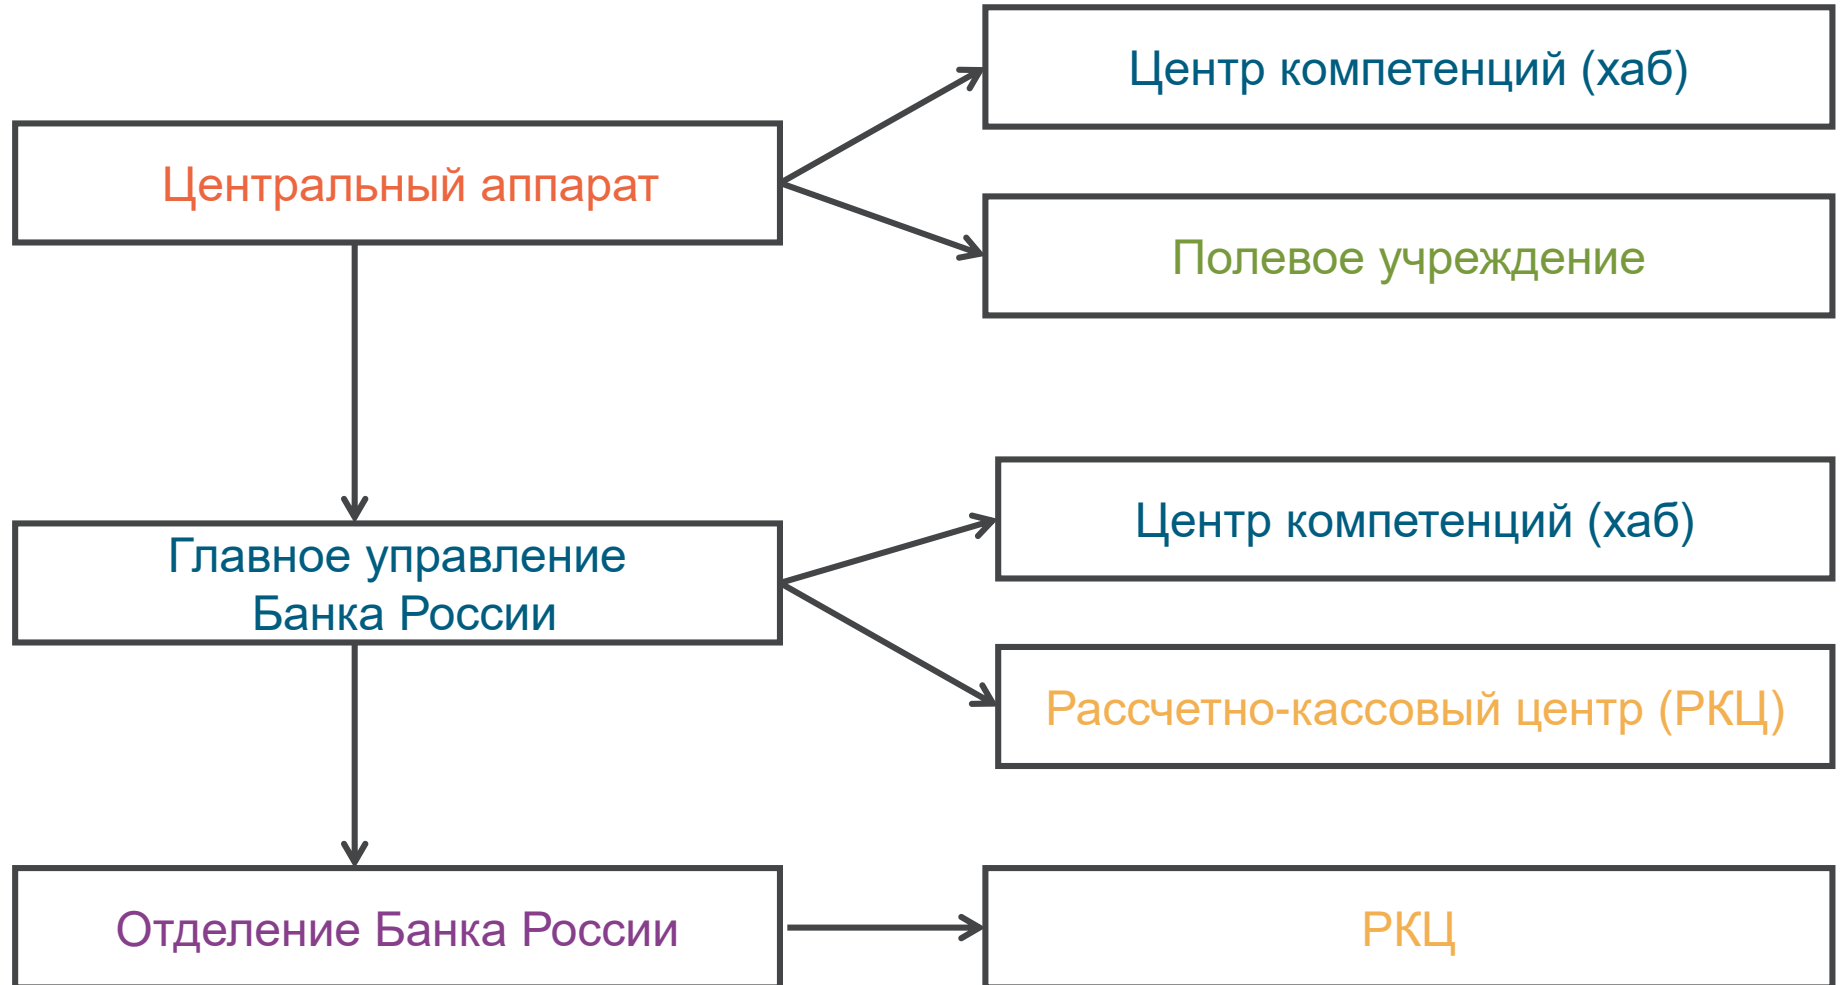 Центр компетенций (хаб)
Центральный аппарат
Полевое учреждение
Центр компетенций (хаб)
Главное управление
Банка России
Рассчетно-кассовый центр (РКЦ)
Отделение Банка России
РКЦ